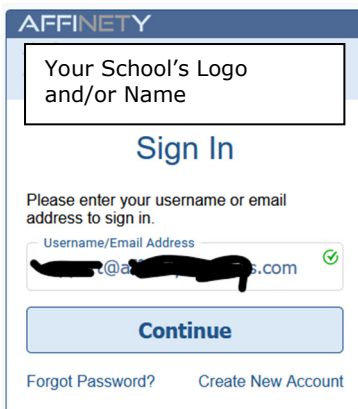 AFFINETY
Your School's Logo
and/or Name
Sign In
Please enter your username or email
address to sign in.
Username/Email Address
Continue
Forgot Password? Create New Account